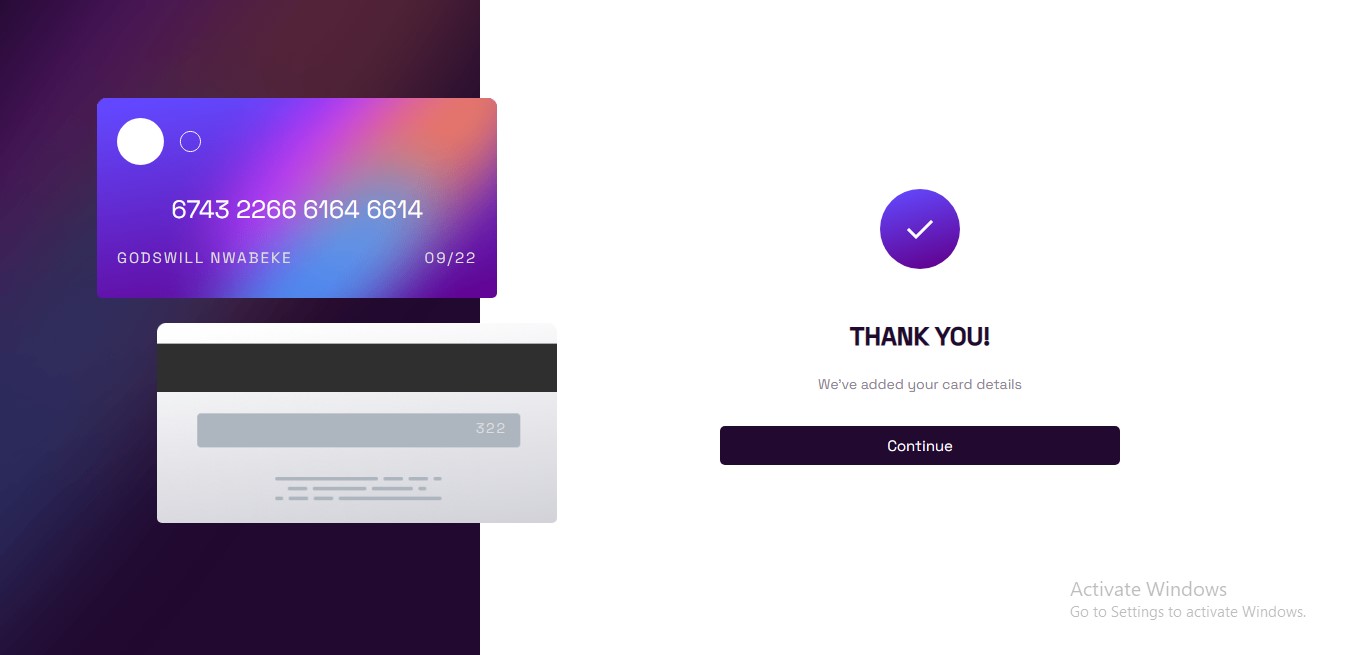 6743 2266 6164 6614
GODSWILL NWABEKE 09/22
322
THANK YOU!
We've added your card details
Continue
Activate Windows
Go to Settings to activate Windows.